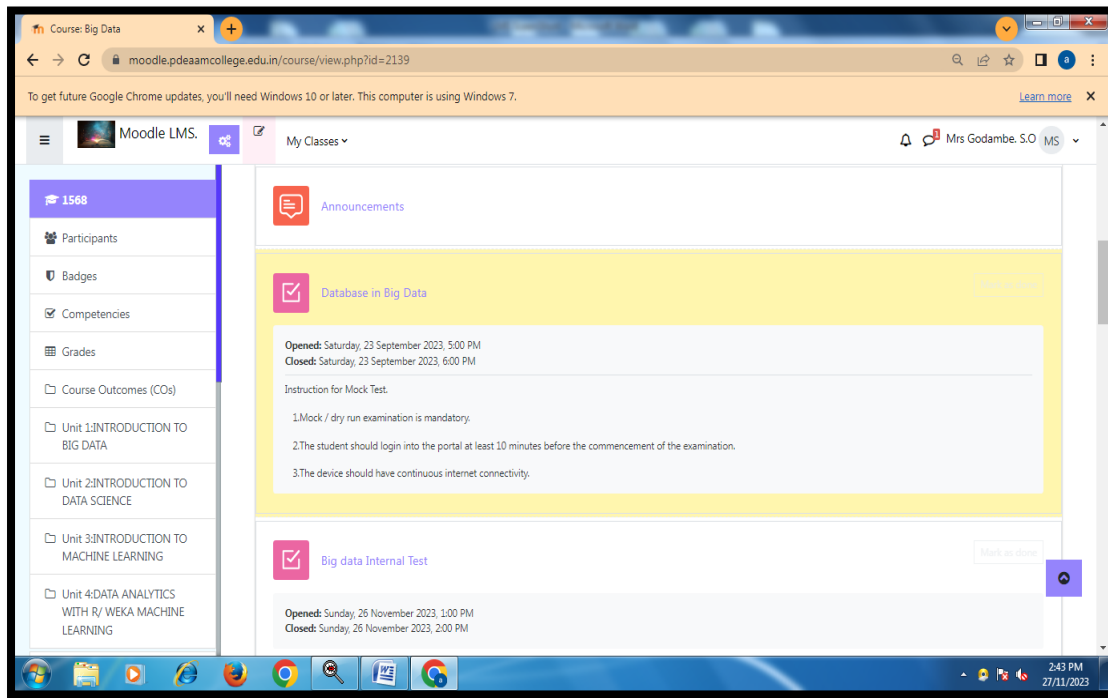 Course: Big Data
moodle.pdeaamcollege.edu.in/course/view.php?id=2139
a
To get future Google Chrome updates, you'll need Windows 10 or later. This computer is using Windows 7.
Learn more
Moodle LMS.
My Classes
1
Mrs Godambe. S.O
MS
1568
Participants
Badges
Competencies
Grades
Course Outcomes (COs)
Unit 1:INTRODUCTION TO
BIG DATA
Unit 2:INTRODUCTION TO
DATA SCIENCE
Unit 3:INTRODUCTION TO
MACHINE LEARNING
Unit 4:DATA ANALYTICS
WITH R/ WEKA MACHINE
LEARNING
Announcements
Database in Big Data
Mark as done
Opened: Saturday, 23 September 2023, 5:00 PM
Closed: Saturday, 23 September 2023, 6:00 PM
Instruction for Mock Test.
1.Mock / dry run examination is mandatory.
2.The student should login into the portal at least 10 minutes before the commencement of the examination.
3.The device should have continuous internet connectivity.
Big data Internal Test
Mark as done
Opened: Sunday, 26 November 2023, 1:00 PM
Closed: Sunday, 26 November 2023, 2:00 PM
2:43 PM
27/11/2023